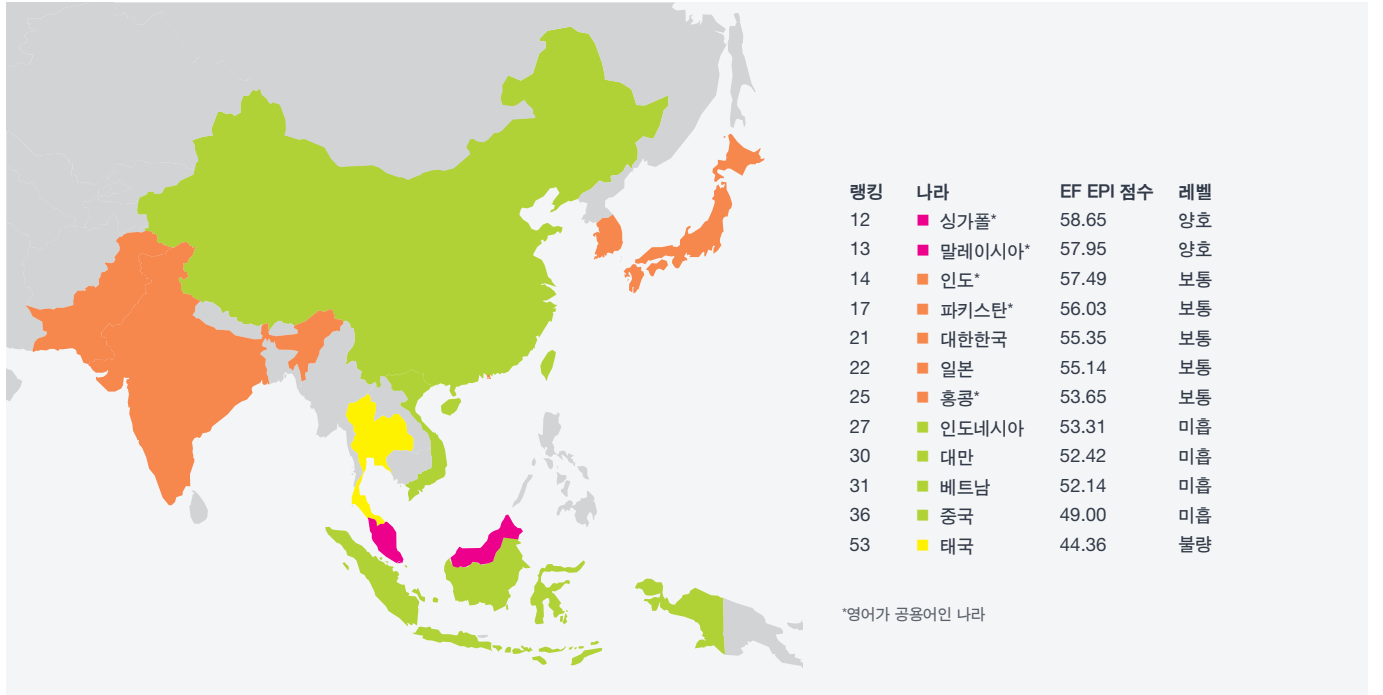 랭킹 나라 EF EPI 점수 레벨
12 싱가폴* 58.65 양호
13 말레이시아* 57.95 양호
14 인도* 57.49 보통
17 파키스탄* 56.03 보통
21 대한한국 55.35 보통
22 일본 55.14 보통
25 홍콩* 53.65 보통
27 인도네시아 53.31 미흡
30 대만 52.42 미흡
31 베트남 52.14 미흡
36 중국 49.00 미흡
53 태국 44.36 불량
*영어가 공용어인 나라